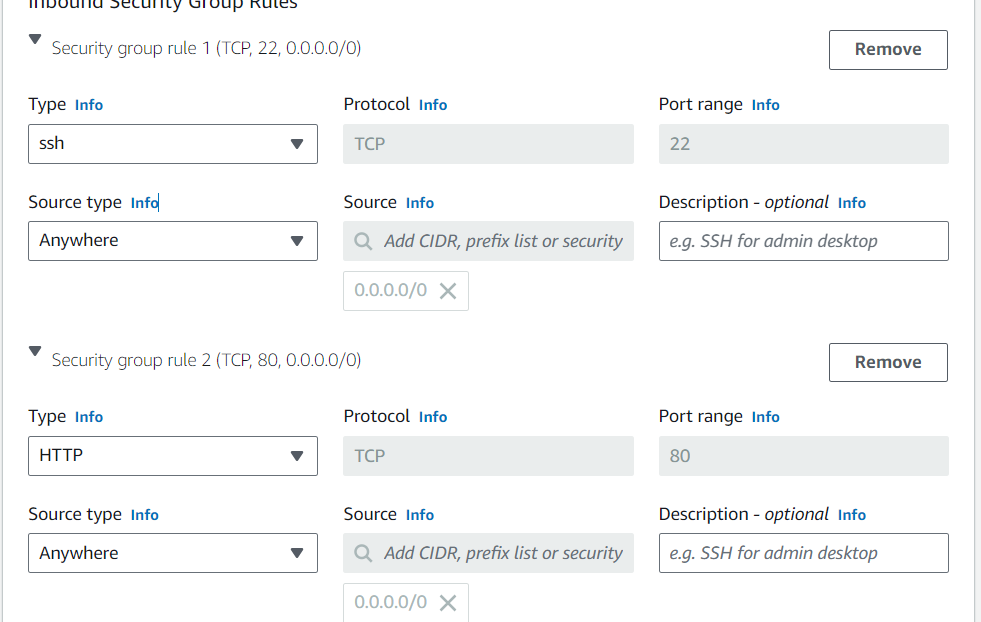 Inbound Security Group Rules
Security group rule 1 (TCP, 22, 0.0.0.0/0)
Remove
Type Info
Protocol Info
Port range Info
ssh
TCP
22
Source type Info
Source Info
Description - optional Info
Anywhere
Add CIDR, prefix list or security
e.g. SSH for admin desktop
0.0.0.0/0
Security group rule 2 (TCP, 80, 0.0.0.0/0)
Remove
Type Info
Protocol Info
Port range Info
HTTP
TCP
80
Source type Info
Source Info
Description - optional Info
Anywhere
Add CIDR, prefix list or security
e.g. SSH for admin desktop
0.0.0.0/0